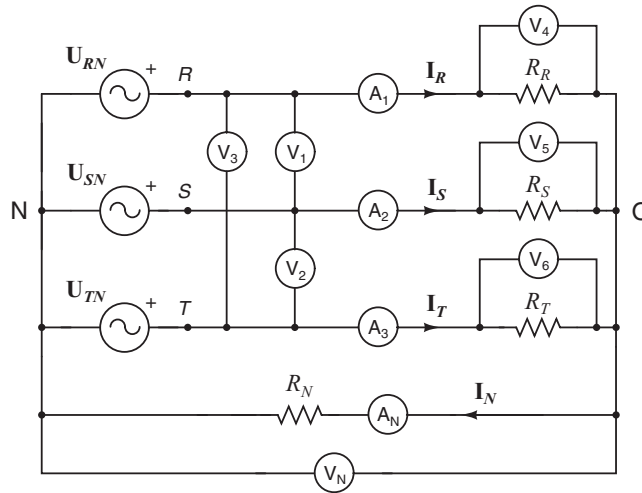 V4
URN + R A1 IR RR
V3 V1 V5
USN + S A2 IS RS
N O
V2 V6
UTN + T A3 IT RT
RN AN IN
VN